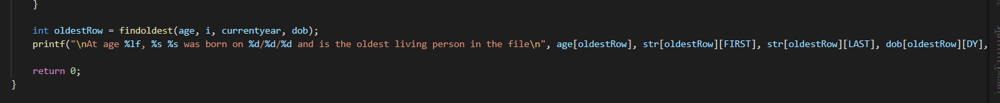 }
int oldestRow = findoldest(age, i, currentyear, dob);
printf("\nAt age %lf, %s %s was born on %d/%d/%d and is the oldest living person in the file\n", age[oldestRow], str[oldestRow][FIRST], str[oldestRow][LAST], dob[oldestRow][DY],
return 0;
}